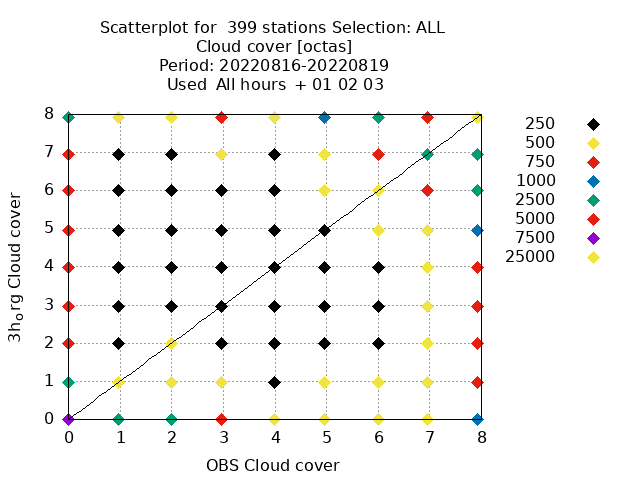 Scatterplot for  399 stations Selection: ALL
Cloud cover [octas]
Period: 20220816-20220819
Used  All hours  + 01 02 03
8
7
6
5
4
3
2
1
0
0 1 2 3 4 5 6 7 8
3h_org Cloud cover
OBS Cloud cover
250
500
750
1000
2500
5000
7500
25000